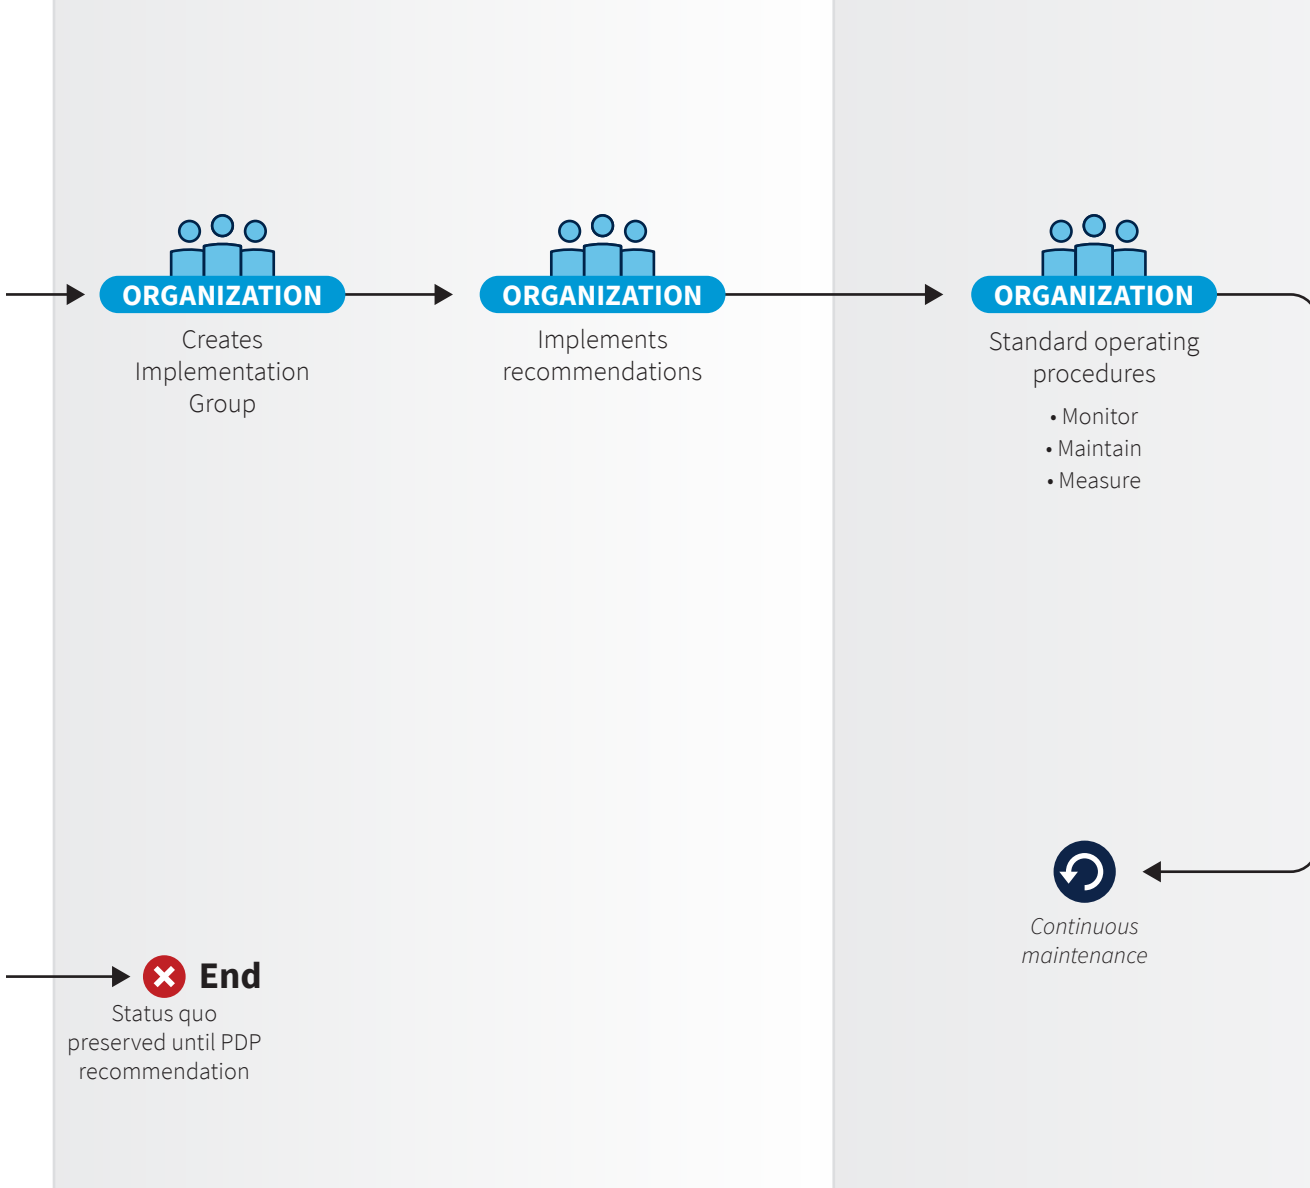 ORGANIZATION
Creates
Implementation
Group
ORGANIZATION
Implements
recommendations
ORGANIZATION
Standard operating
procedures
• Monitor
• Maintain
• Measure
Continuous
maintenance
End
Status quo
preserved until PDP
recommendation